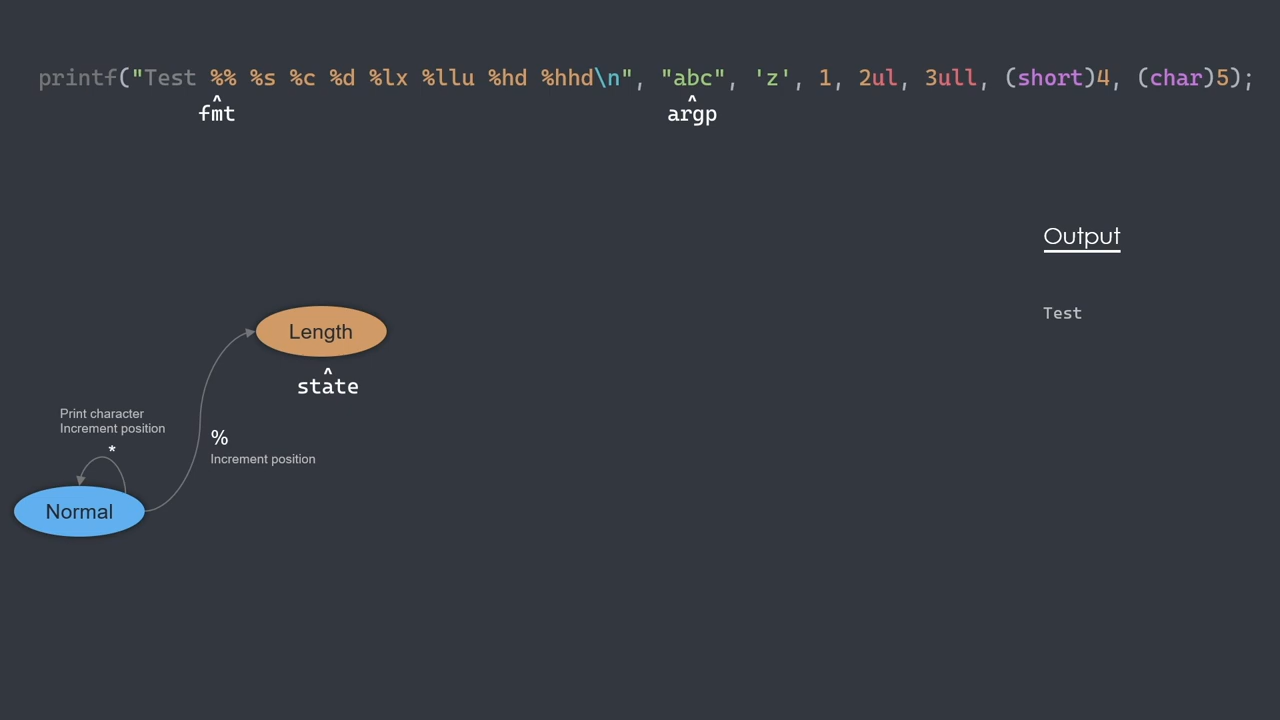 printf("Test %% %s %c %d %lx %llu %hd %hhd\n", "abc", 'z', 1, 2ul, 3ull, (short)4, (char)5);
^ ^
fmt argp
Output
Test
Length
^
state
Print character
Increment position
*
%
Increment position
Normal